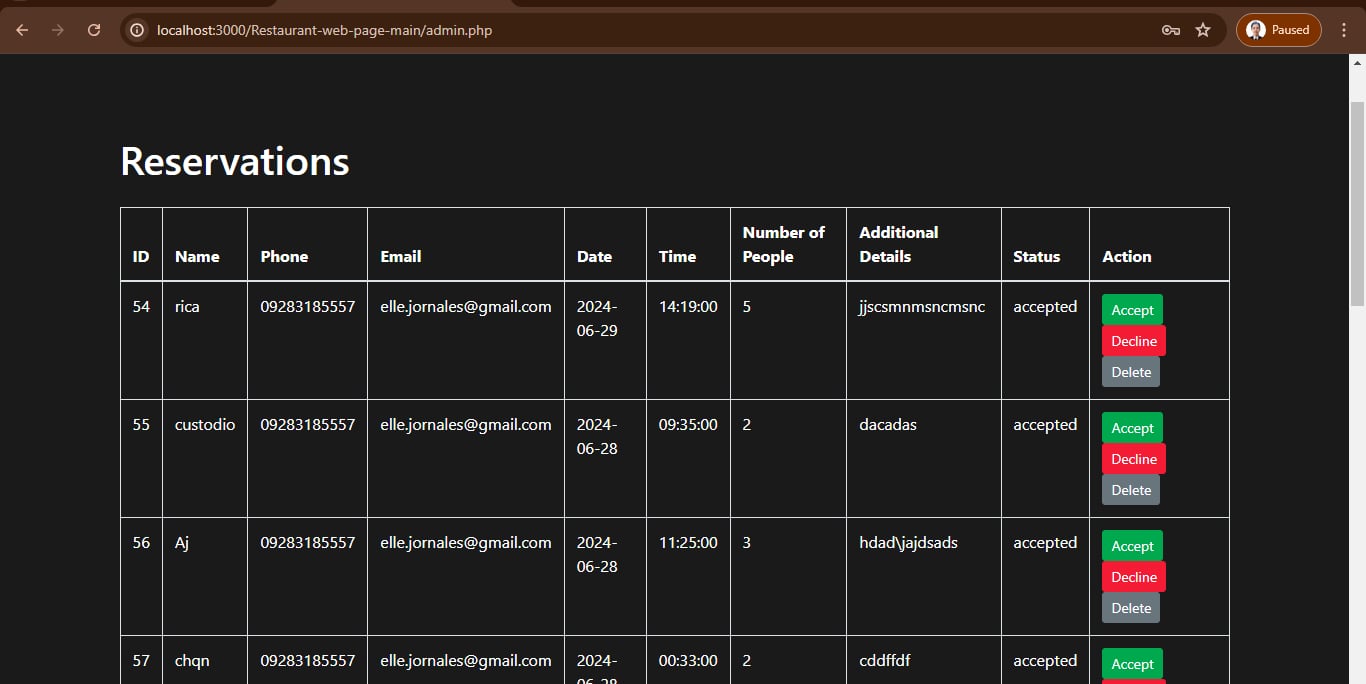 localhost:3000/Restaurant-web-page-main/admin.php
Paused
Reservations
ID Name Phone Email Date Time Number of People Additional Details Status Action
54 rica 09283185557 elle.jornales@gmail.com 2024-06-29 14:19:00 5 jjscsmnmsncmsnc accepted
Accept
Decline
Delete
55 custodio 09283185557 elle.jornales@gmail.com 2024-06-28 09:35:00 2 dacadas accepted
Accept
Decline
Delete
56 Aj 09283185557 elle.jornales@gmail.com 2024-06-28 11:25:00 3 hdad\jajdsads accepted
Accept
Decline
Delete
57 chqn 09283185557 elle.jornales@gmail.com 2024- 00:33:00 2 cddffdf accepted
Accept